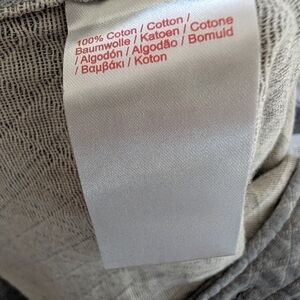 100% Coton / Cotton /
Baumwolle / Katoen / Cotone
/ Algodón / Algodão / Bomuld
/ Βαμβάκι / Koton